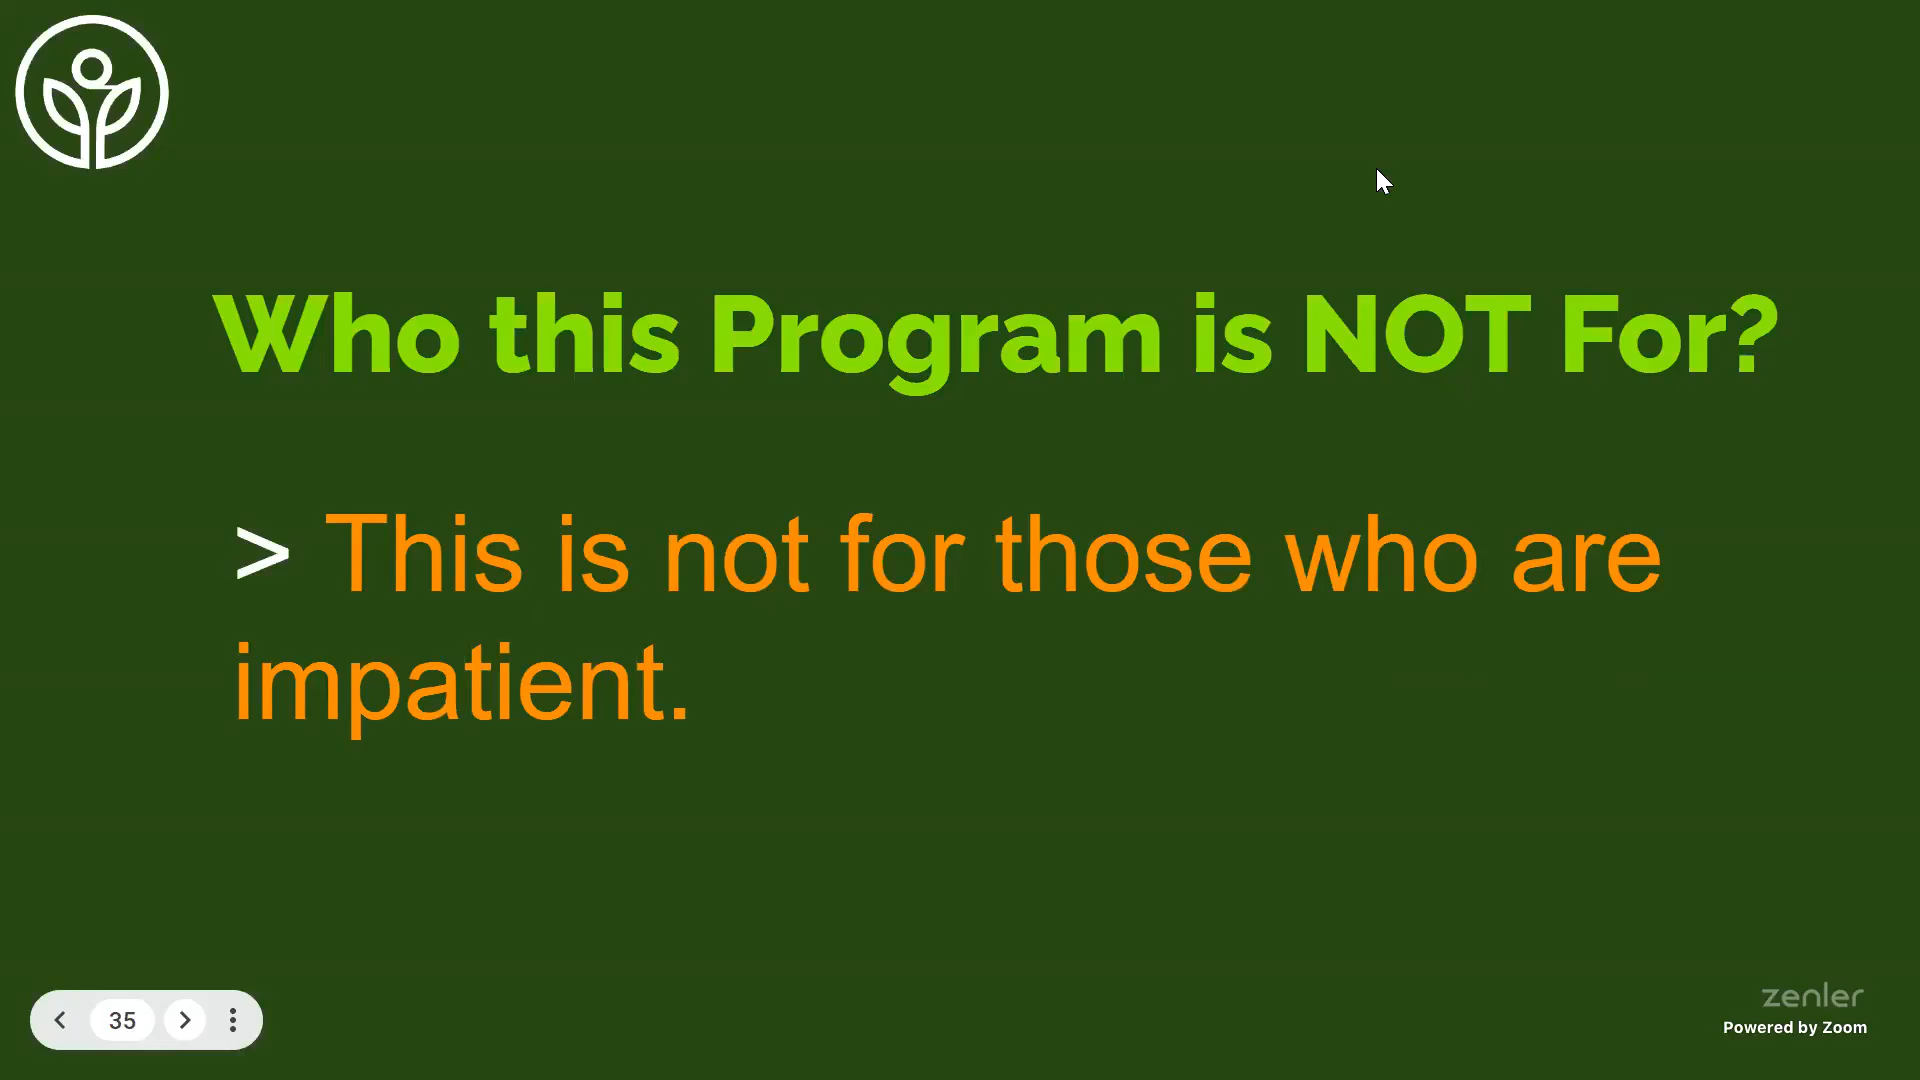 Who this Program is NOT For?
> This is not for those who are
impatient.
35
zenler
Powered by Zoom